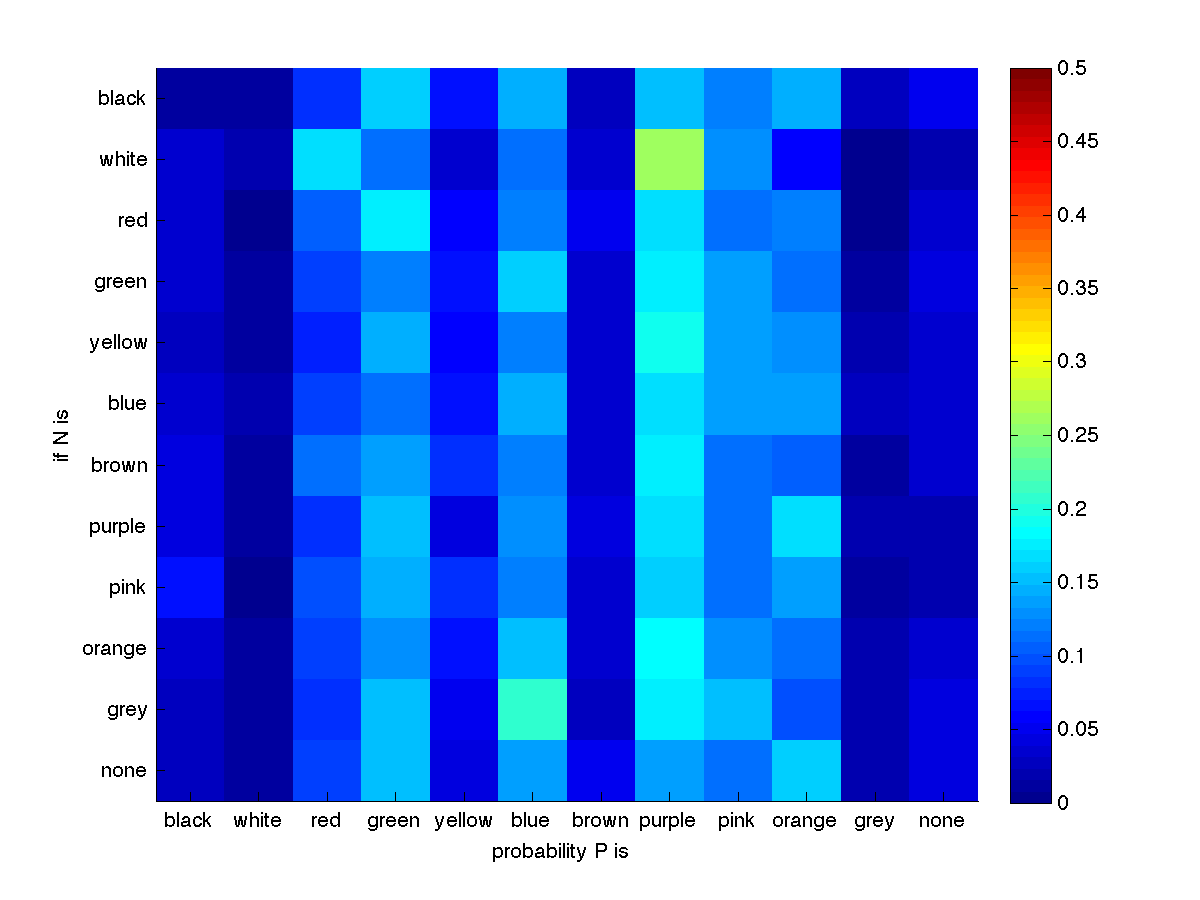 black
white
red
green
yellow
blue
brown
purple
pink
orange
grey
none
if N is
black white red green yellow blue brown purple pink orange grey none
probability P is
0.5
0.45
0.4
0.35
0.3
0.25
0.2
0.15
0.1
0.05
0